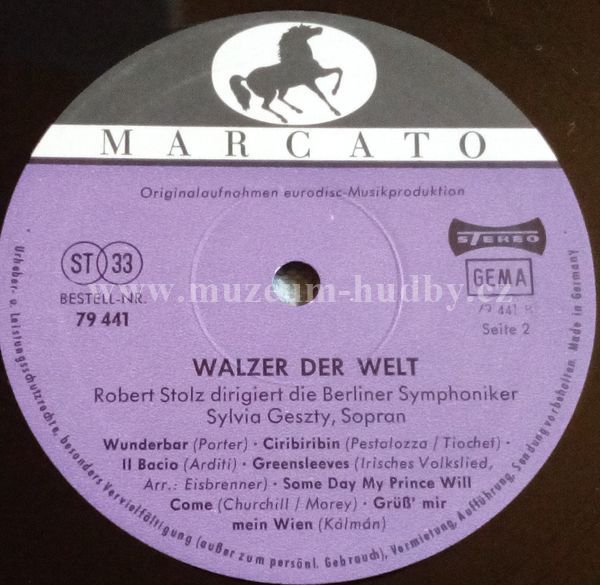 MARCATO
Originalaufnahmen eurodisc-Musikproduktion
ST 33
STEREO
GEMA
BESTELL-NR.
79 441
79 441 B
Seite 2
www.muzeum-hudby.cz
WALZER DER WELT
Robert Stolz dirigiert die Berliner Symphoniker
Sylvia Geszty, Sopran
Wunderbar (Porter) · Ciribiribin (Pestalozza / Tiochet) ·
Il Bacio (Arditi) · Greensleeves (Irisches Volkslied,
Arr.: Eisbrenner) · Some Day My Prince Will
Come (Churchill / Morey) · Grüß' mir
mein Wien (Kálmán)
Urheber- u. Leistungsschutzrechte, besonders Vervielfältigung (außer zum persönl. Gebrauch), Vermietung, Aufführung, Sendung vorbehalten. Made in Germany